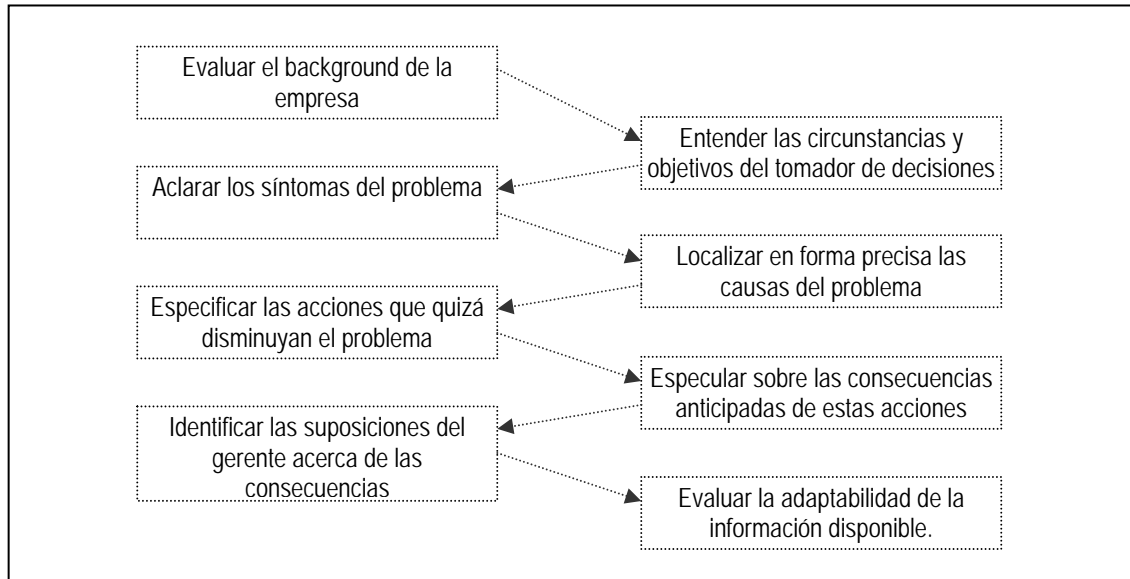 Evaluar el background de la
empresa
Entender las circunstancias y
objetivos del tomador de decisiones
Aclarar los síntomas del problema
Localizar en forma precisa las
causas del problema
Especificar las acciones que quizá
disminuyan el problema
Especular sobre las consecuencias
anticipadas de estas acciones
Identificar las suposiciones del
gerente acerca de las
consecuencias
Evaluar la adaptabilidad de la
información disponible.